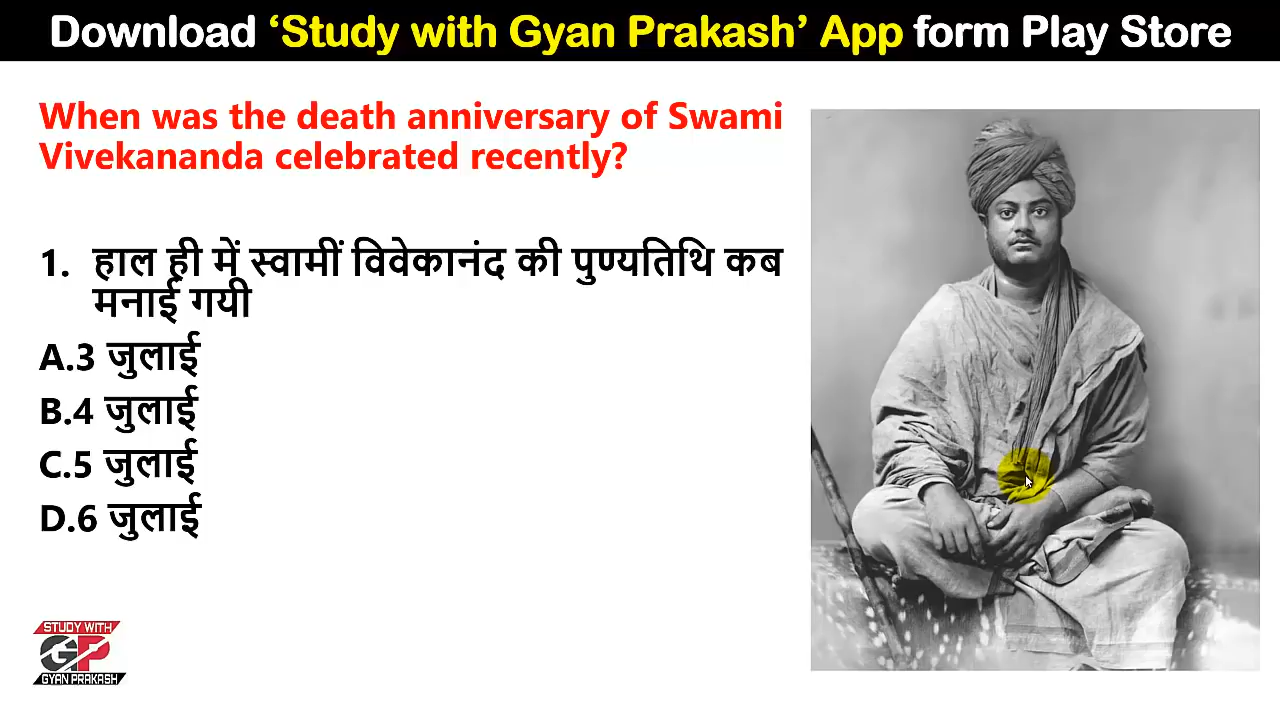 Download ‘Study with Gyan Prakash’ App form Play Store
When was the death anniversary of Swami
Vivekananda celebrated recently?
1. हाल ही में स्वामीं विवेकानंद की पुण्यतिथि कब
मनाई गयी
A.3 जुलाई
B.4 जुलाई
C.5 जुलाई
D.6 जुलाई
STUDY WITH
GP
GYAN PRAKASH